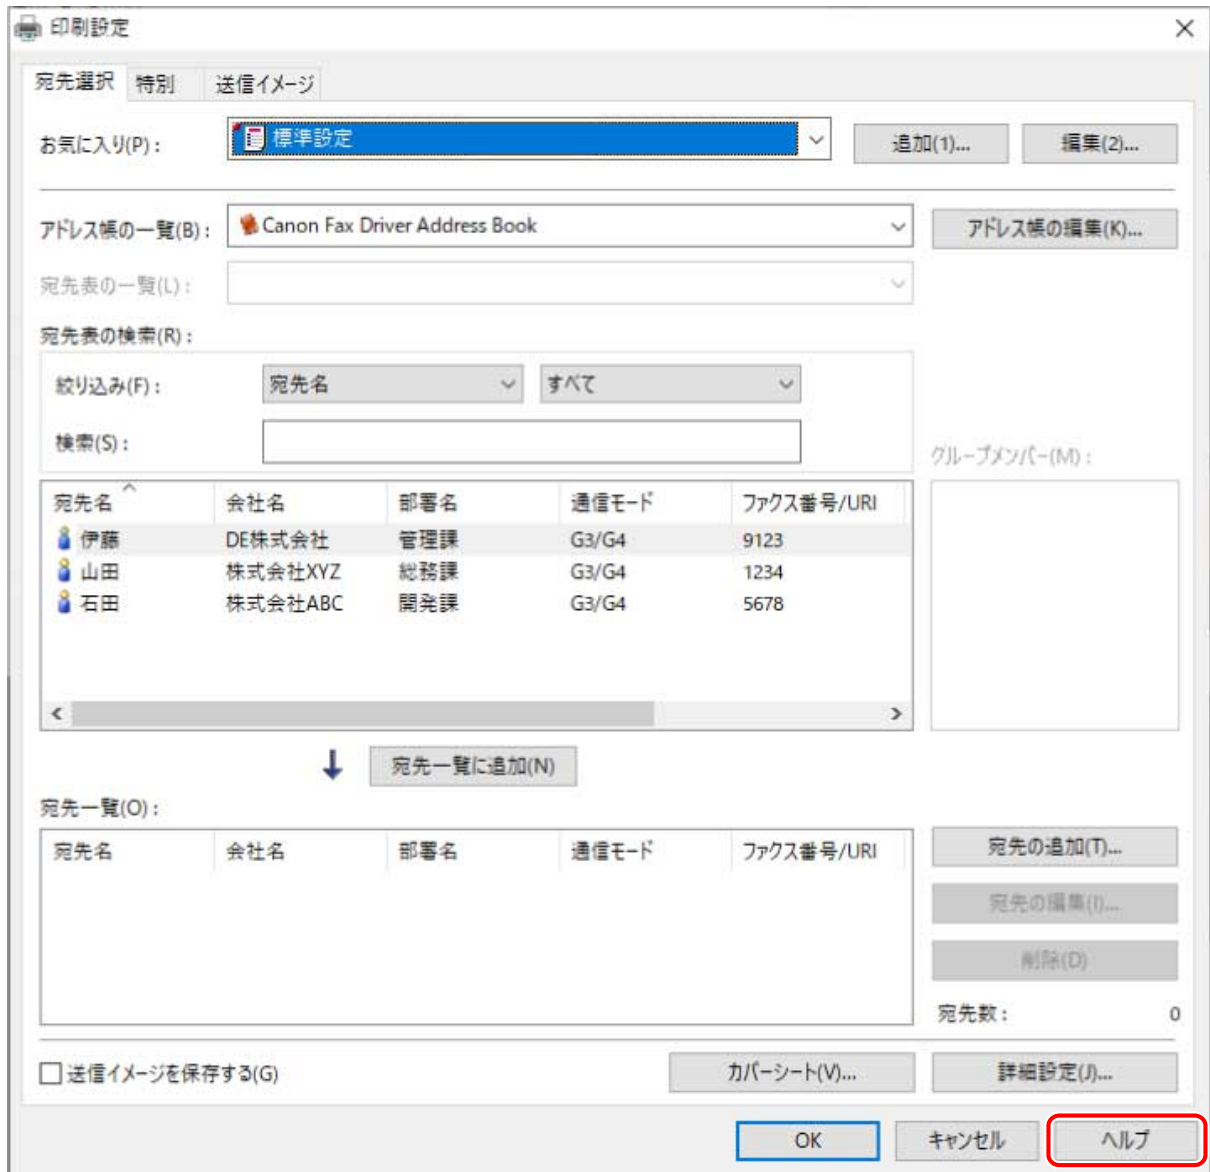 印刷設定
宛先選択 特別 送信イメージ
お気に入り(P): 標準設定 追加(1)... 編集(2)...
アドレス帳の一覧(B): Canon Fax Driver Address Book アドレス帳の編集(K)...
宛先表の一覧(L):
宛先表の検索(R):
絞り込み(F): 宛先名 すべて
検索(S):
グループメンバー(M):
宛先名 会社名 部署名 通信モード ファクス番号/URI
伊藤 DE株式会社 管理課 G3/G4 9123
山田 株式会社XYZ 総務課 G3/G4 1234
石田 株式会社ABC 開発課 G3/G4 5678
宛先一覧に追加(N)
宛先一覧(O):
宛先名 会社名 部署名 通信モード ファクス番号/URI
宛先の追加(T)...
宛先の編集(I)...
削除(D)
宛先数: 0
送信イメージを保存する(G) カバーシート(V)... 詳細設定(J)...
OK キャンセル ヘルプ